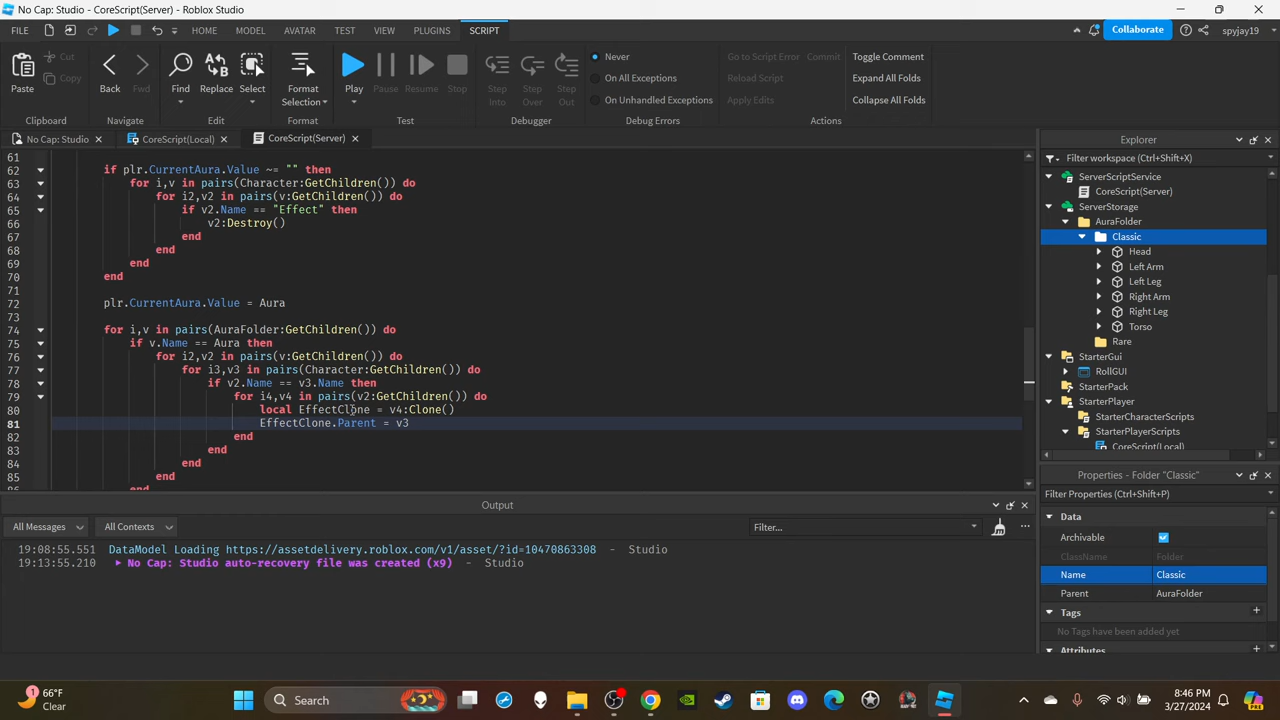 No Cap: Studio - CoreScript(Server) - Roblox Studio
FILE HOME MODEL AVATAR TEST VIEW PLUGINS SCRIPT Collaborate spyjay19
Paste Cut Copy Back Fwd Find Replace Select Format Selection Play Pause Resume Stop Step Into Step Over Step Out Never On All Exceptions On Unhandled Exceptions Go to Script Error Commit Reload Script Apply Edits Toggle Comment Expand All Folds Collapse All Folds
Clipboard Navigate Edit Format Test Debugger Debug Errors Actions
No Cap: Studio CoreScript(Local) CoreScript(Server)
61
62 if plr.CurrentAura.Value ~= "" then
63 for i,v in pairs(Character:GetChildren()) do
64 for i2,v2 in pairs(v:GetChildren()) do
65 if v2.Name == "Effect" then
66 v2:Destroy()
67 end
68 end
69 end
70 end
71
72 plr.CurrentAura.Value = Aura
73
74 for i,v in pairs(AuraFolder:GetChildren()) do
75 if v.Name == Aura then
76 for i2,v2 in pairs(v:GetChildren()) do
77 for i3,v3 in pairs(Character:GetChildren()) do
78 if v2.Name == v3.Name then
79 for i4,v4 in pairs(v2:GetChildren()) do
80 local EffectClone = v4:Clone()
81 EffectClone.Parent = v3
82 end
83 end
84 end
85 end
Explorer
Filter workspace (Ctrl+Shift+X)
ServerScriptService
CoreScript(Server)
ServerStorage
AuraFolder
Classic
Head
Left Arm
Left Leg
Right Arm
Right Leg
Torso
Rare
StarterGui
RollGUI
StarterPack
StarterPlayer
StarterCharacterScripts
StarterPlayerScripts
CoreScript(Local)
Properties - Folder "Classic"
Filter Properties (Ctrl+Shift+P)
Data
Archivable
ClassName Folder
Name Classic
Parent AuraFolder
Tags
No Tags have been added yet
Attributes
Output
All Messages All Contexts Filter...
19:08:55.551 DataModel Loading https://assetdelivery.roblox.com/v1/asset/?id=10470863308 - Studio
19:13:55.210 No Cap: Studio auto-recovery file was created (x9) - Studio
1 66°F
Clear
Search
8:46 PM
3/27/2024